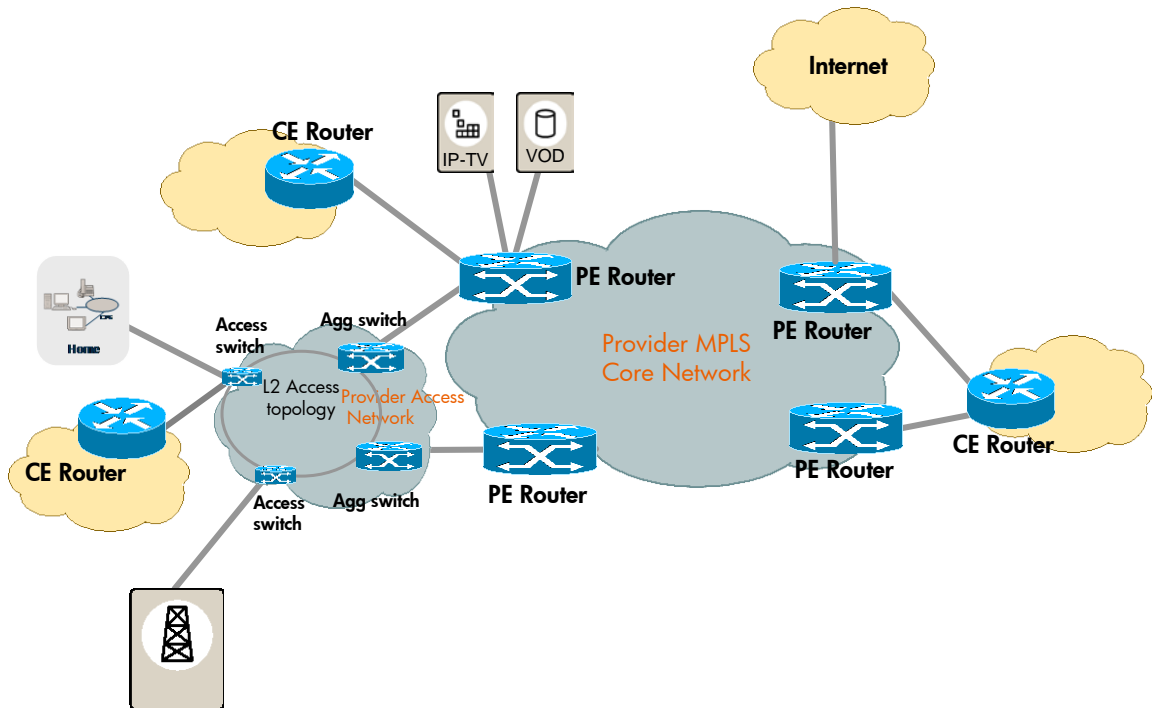 Internet
CE Router
IP-TV
VOD
PE Router
PE Router
Agg switch
Access
switch
Home
Provider MPLS
Core Network
L2 Access
topology
Provider Access
Network
CE Router
CE Router
PE Router
PE Router
Agg switch
Access
switch